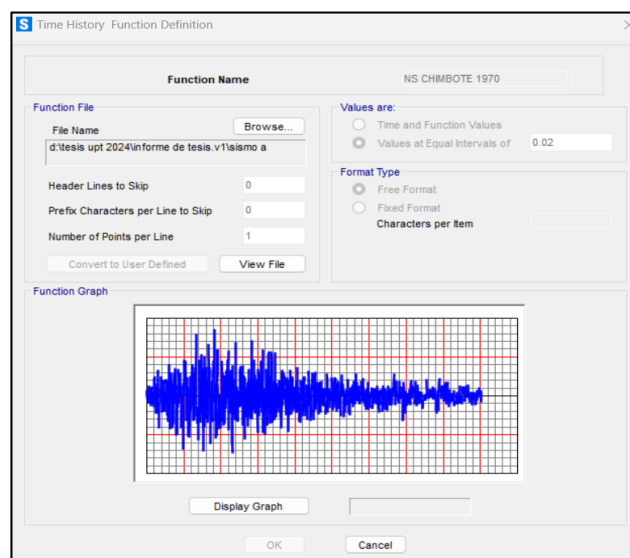 S Time History Function Definition
Function Name NS CHIMBOTE 1970
Function File
File Name Browse...
d:\tesis upt 2024\informe de tesis.v1\sismo a
Header Lines to Skip 0
Prefix Characters per Line to Skip 0
Number of Points per Line 1
Convert to User Defined View File
Values are:
Time and Function Values
Values at Equal Intervals of 0.02
Format Type
Free Format
Fixed Format
Characters per Item
Function Graph
Display Graph
OK Cancel